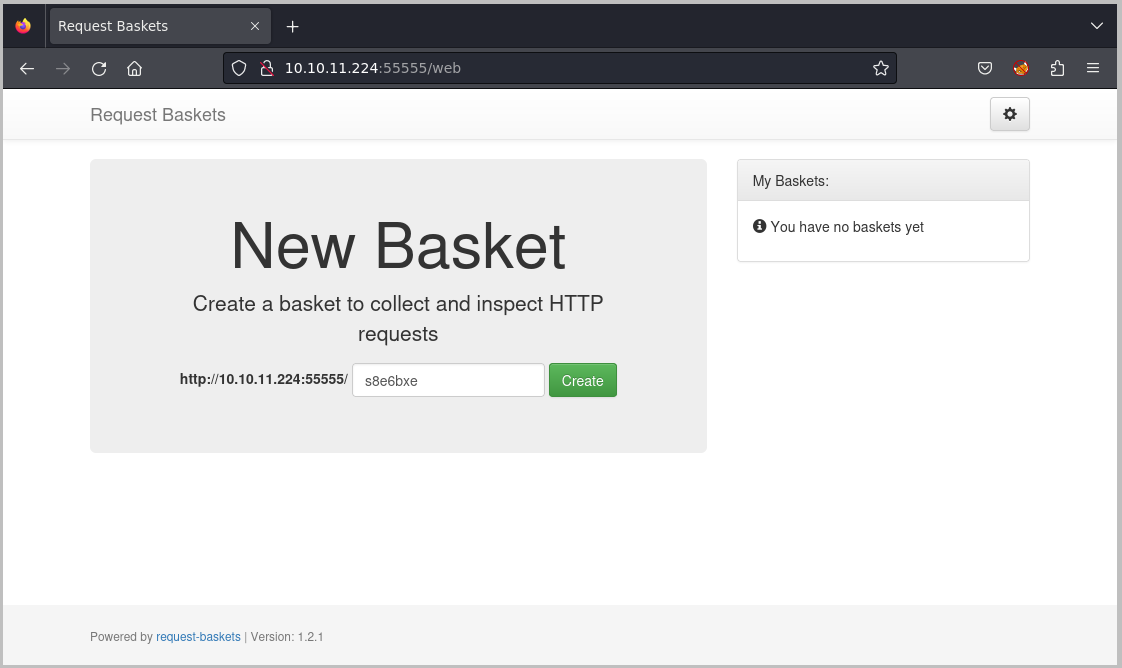 Request Baskets
10.10.11.224:55555/web
Request Baskets
New Basket
Create a basket to collect and inspect HTTP
requests
http://10.10.11.224:55555/ s8e6bxe Create
My Baskets:
You have no baskets yet
Powered by request-baskets | Version: 1.2.1